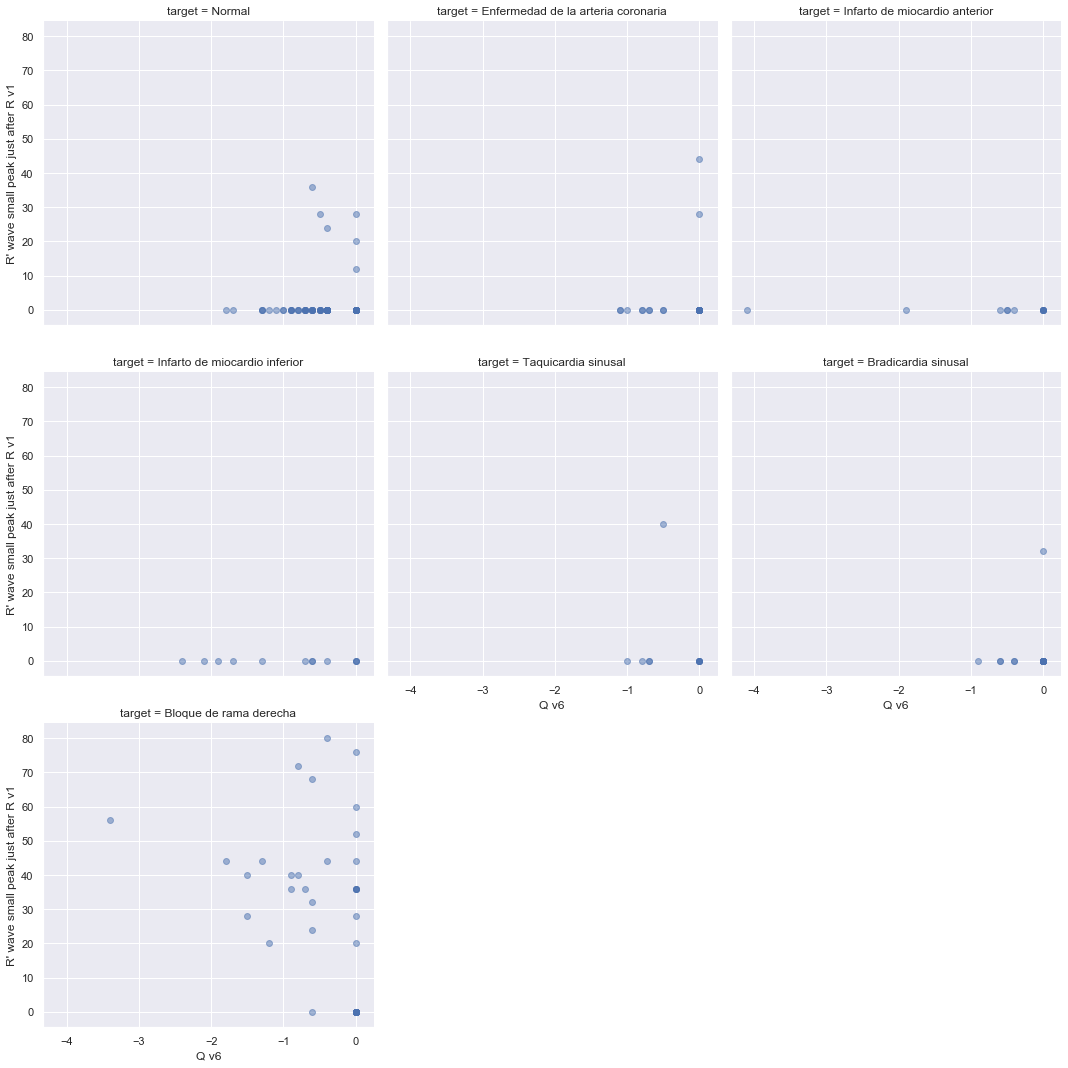 target = Normal
target = Enfermedad de la arteria coronaria
target = Infarto de miocardio anterior
80
70
60
50
40
30
20
10
0
R' wave small peak just after R v1
target = Infarto de miocardio inferior
target = Taquicardia sinusal
target = Bradicardia sinusal
80
70
60
50
40
30
20
10
0
R' wave small peak just after R v1
−4 −3 −2 −1 0
Q v6
−4 −3 −2 −1 0
Q v6
target = Bloque de rama derecha
80
70
60
50
40
30
20
10
0
R' wave small peak just after R v1
−4 −3 −2 −1 0
Q v6